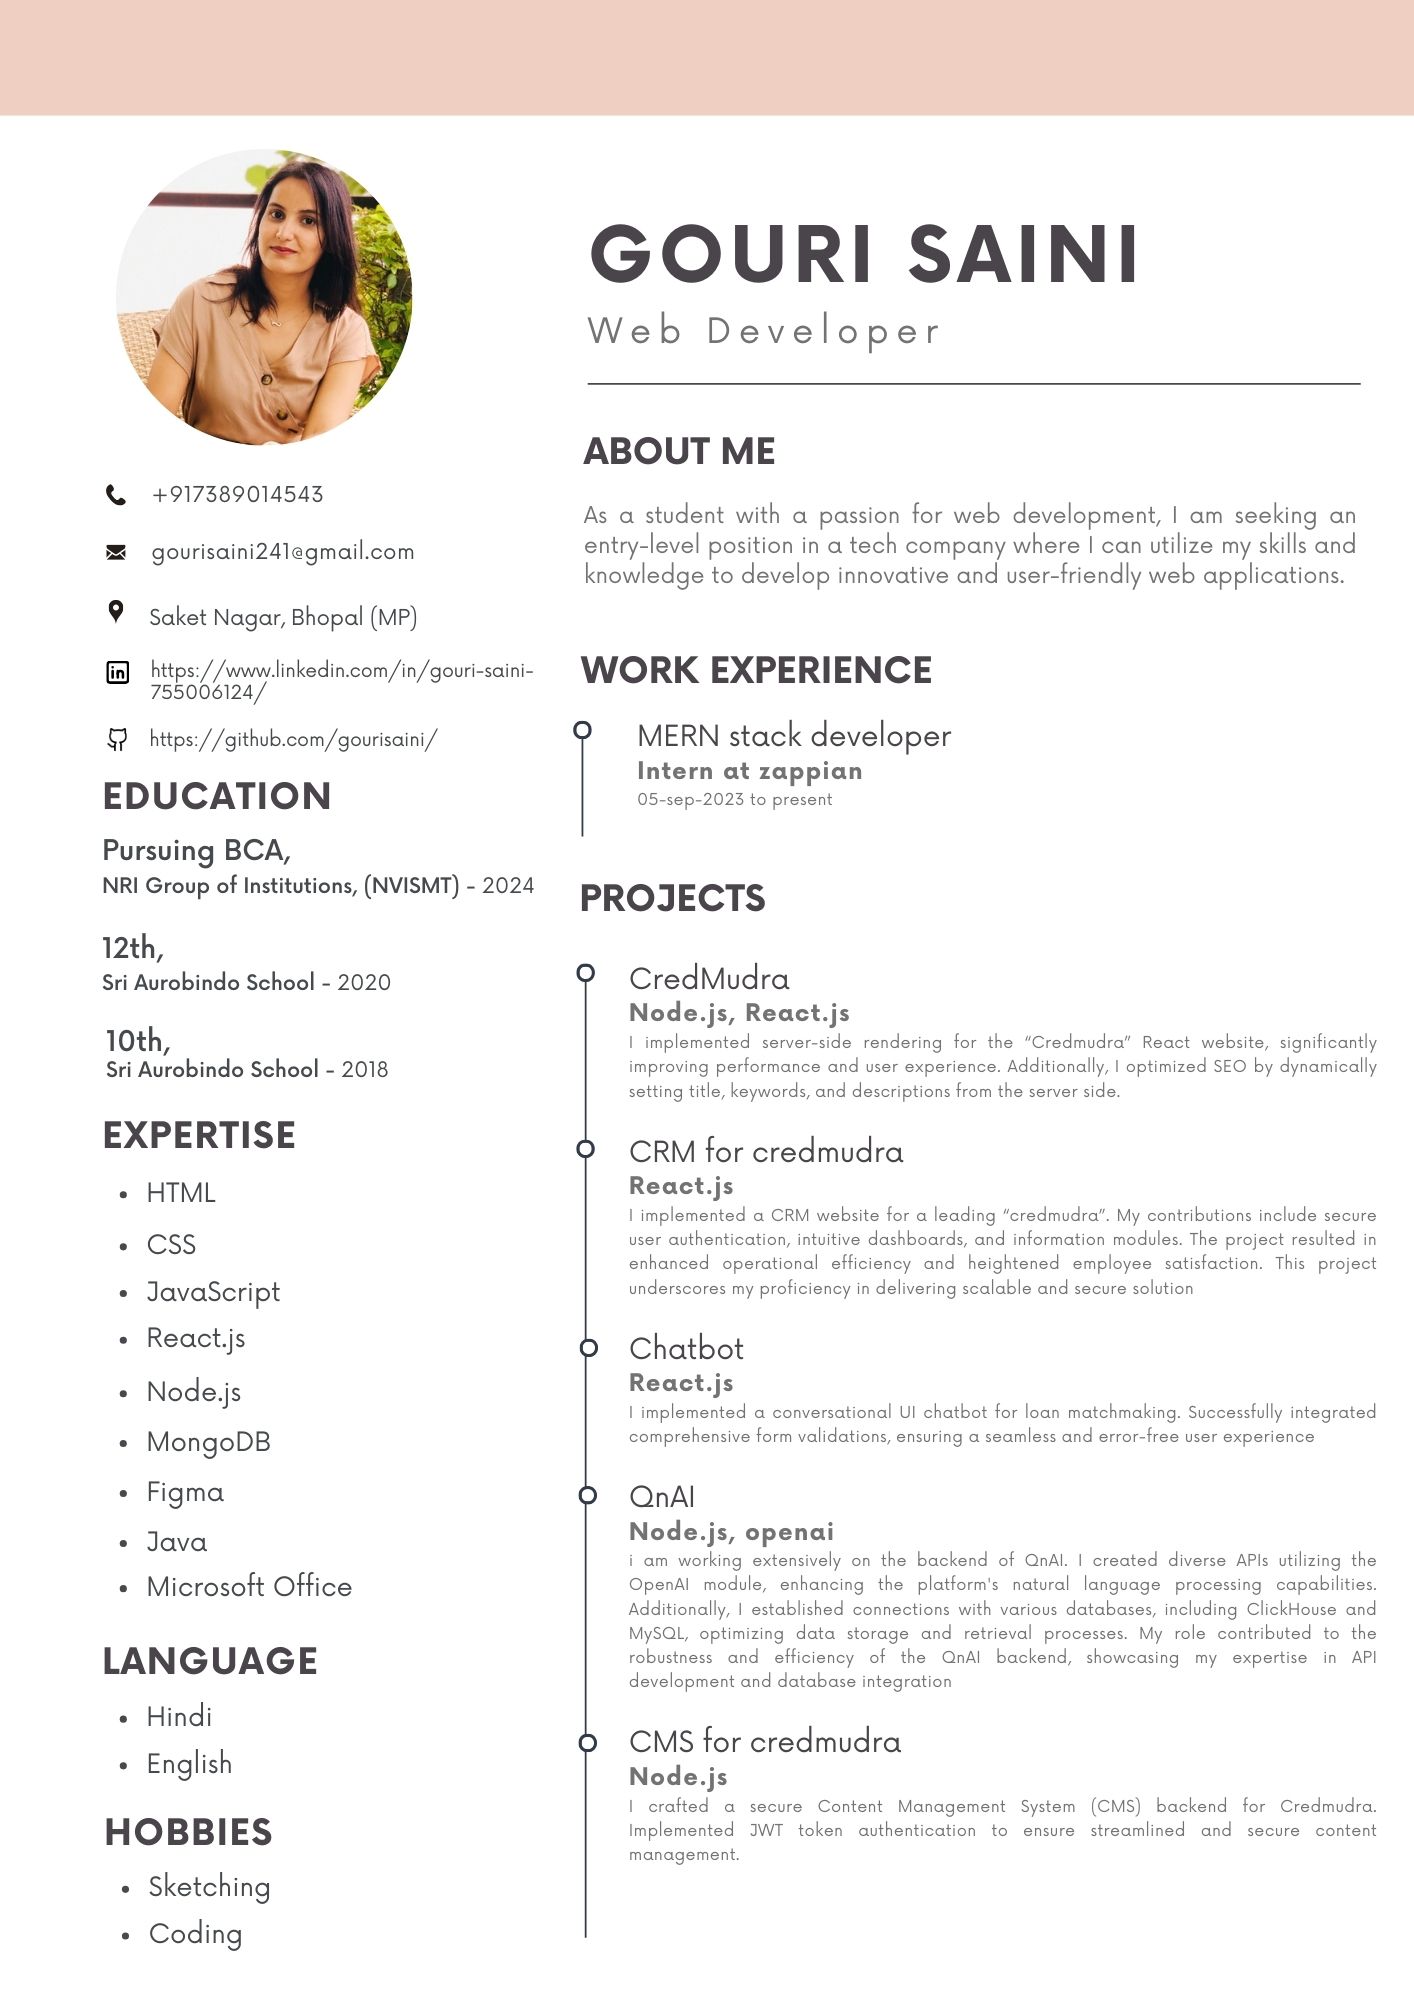 GOURI SAINI
Web Developer
+917389014543
gourisaini241@gmail.com
Saket Nagar, Bhopal (MP)
https://www.linkedin.com/in/gouri-saini-
755006124/
https://github.com/gourisaini/
EDUCATION
Pursuing BCA,
NRI Group of Institutions, (NVISMT) - 2024
12th,
Sri Aurobindo School - 2020
10th,
Sri Aurobindo School - 2018
EXPERTISE
• HTML
• CSS
• JavaScript
• React.js
• Node.js
• MongoDB
• Figma
• Java
• Microsoft Office
LANGUAGE
• Hindi
• English
HOBBIES
• Sketching
• Coding
ABOUT ME
As a student with a passion for web development, I am seeking an
entry-level position in a tech company where I can utilize my skills and
knowledge to develop innovative and user-friendly web applications.
WORK EXPERIENCE
MERN stack developer
Intern at zappian
05-sep-2023 to present
PROJECTS
CredMudra
Node.js, React.js
I implemented server-side rendering for the “Credmudra” React website, significantly
improving performance and user experience. Additionally, I optimized SEO by dynamically
setting title, keywords, and descriptions from the server side.
CRM for credmudra
React.js
I implemented a CRM website for a leading “credmudra”. My contributions include secure
user authentication, intuitive dashboards, and information modules. The project resulted in
enhanced operational efficiency and heightened employee satisfaction. This project
underscores my proficiency in delivering scalable and secure solution
Chatbot
React.js
I implemented a conversational UI chatbot for loan matchmaking. Successfully integrated
comprehensive form validations, ensuring a seamless and error-free user experience
QnAI
Node.js, openai
i am working extensively on the backend of QnAI. I created diverse APIs utilizing the
OpenAI module, enhancing the platform's natural language processing capabilities.
Additionally, I established connections with various databases, including ClickHouse and
MySQL, optimizing data storage and retrieval processes. My role contributed to the
robustness and efficiency of the QnAI backend, showcasing my expertise in API
development and database integration
CMS for credmudra
Node.js
I crafted a secure Content Management System (CMS) backend for Credmudra.
Implemented JWT token authentication to ensure streamlined and secure content
management.